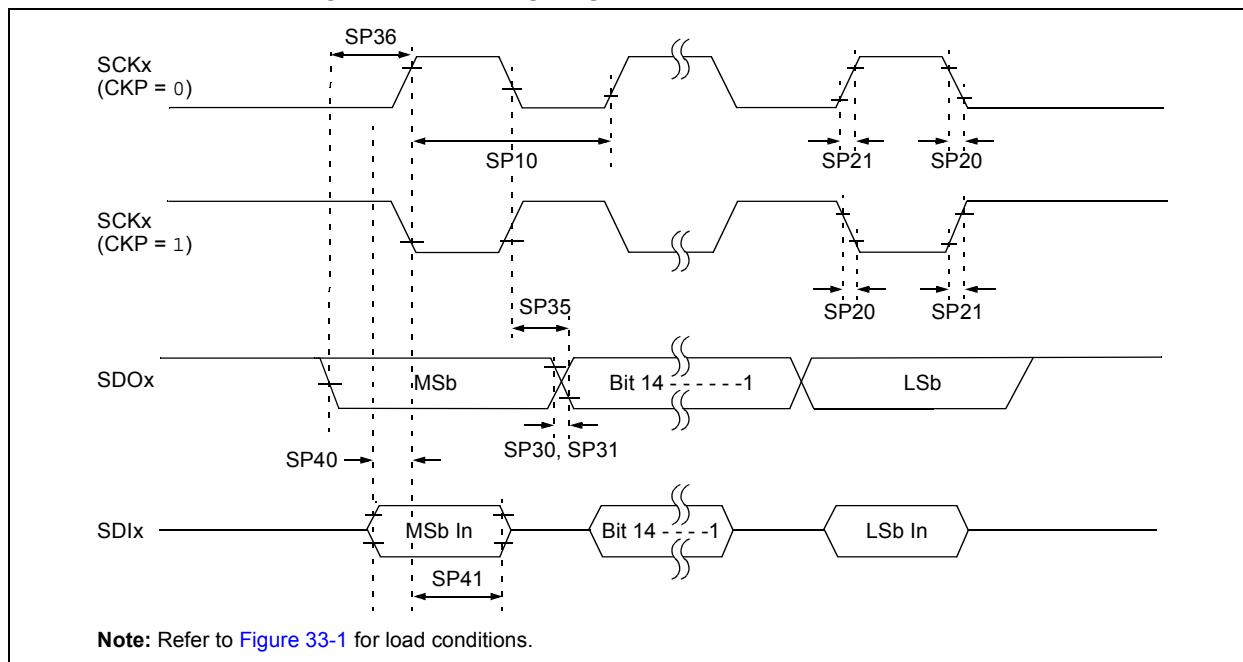 SP36
SCKx
(CKP = 0)
SP10
SP21
SP20
SCKx
(CKP = 1)
SP35
SP20
SP21
SDOx
MSb
Bit 14 - - - - - -1
LSb
SP40
SP30, SP31
SDIx
MSb In
Bit 14 - - - -1
LSb In
SP41
Note: Refer to Figure 33-1 for load conditions.